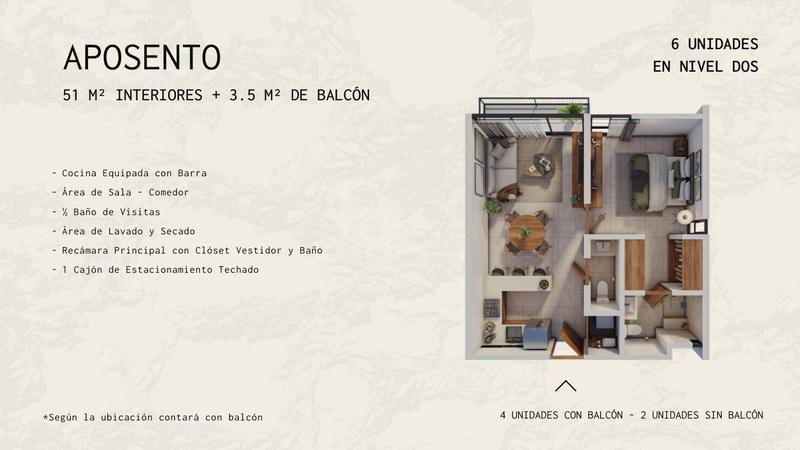 APOSENTO
51 M² INTERIORES + 3.5 M² DE BALCÓN
6 UNIDADES
EN NIVEL DOS
- Cocina Equipada con Barra
- Área de Sala - Comedor
- ½ Baño de Visitas
- Área de Lavado y Secado
- Recámara Principal con Clóset Vestidor y Baño
- 1 Cajón de Estacionamiento Techado
*Según la ubicación contará con balcón
4 UNIDADES CON BALCÓN - 2 UNIDADES SIN BALCÓN